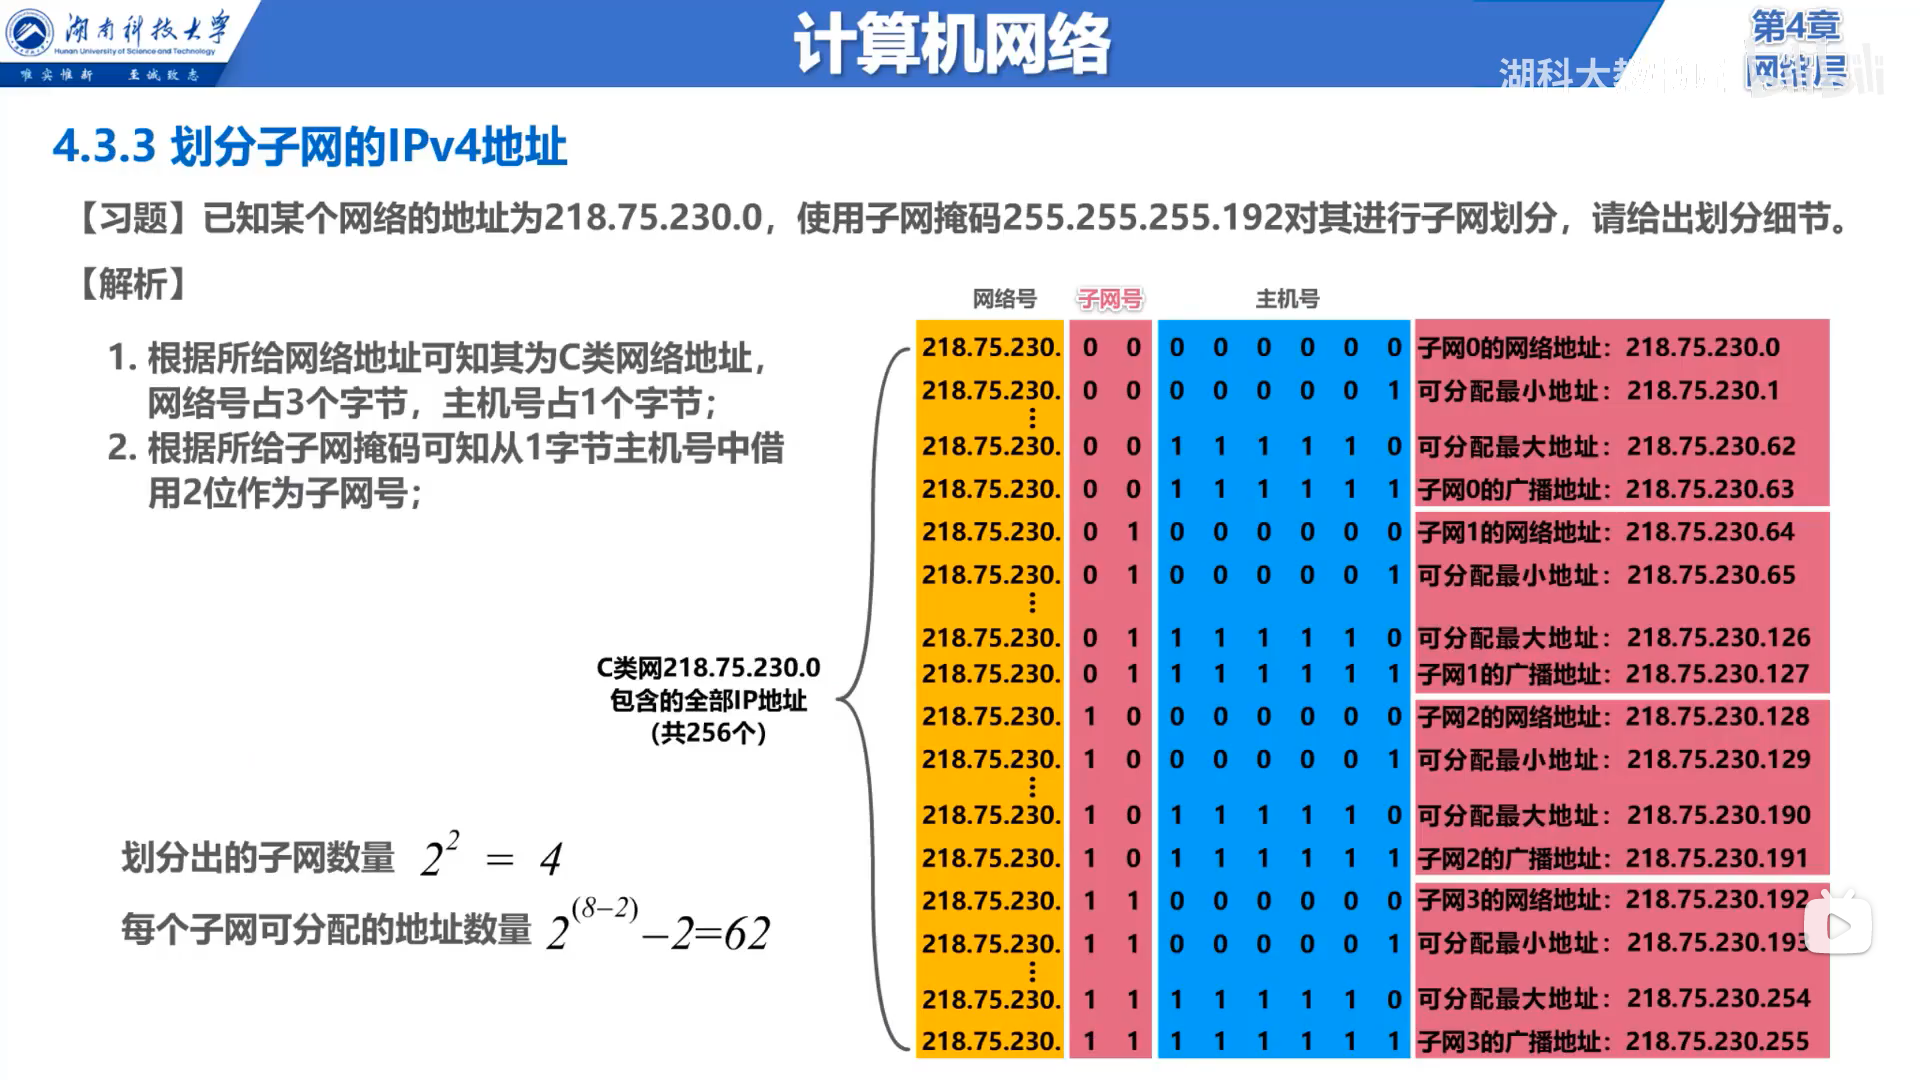 湖南科技大学
Hunan University of Science and Technology
唯实惟新 至诚致志
计算机网络
第4章
网络层
湖科大教书匠
4.3.3 划分子网的IPv4地址
【习题】已知某个网络的地址为218.75.230.0，使用子网掩码255.255.255.192对其进行子网划分，请给出划分细节。
【解析】
1. 根据所给网络地址可知其为C类网络地址，
网络号占3个字节，主机号占1个字节；
2. 根据所给子网掩码可知从1字节主机号中借
用2位作为子网号；
C类网218.75.230.0
包含的全部IP地址
（共256个）
划分出的子网数量 2^2 = 4
每个子网可分配的地址数量 2^(8−2) −2=62
网络号 子网号 主机号
218.75.230. 0 0 0 0 0 0 0 0 子网0的网络地址：218.75.230.0
218.75.230. 0 0 0 0 0 0 0 1 可分配最小地址：218.75.230.1
⋮
218.75.230. 0 0 1 1 1 1 1 0 可分配最大地址：218.75.230.62
218.75.230. 0 0 1 1 1 1 1 1 子网0的广播地址：218.75.230.63
218.75.230. 0 1 0 0 0 0 0 0 子网1的网络地址：218.75.230.64
218.75.230. 0 1 0 0 0 0 0 1 可分配最小地址：218.75.230.65
⋮
218.75.230. 0 1 1 1 1 1 1 0 可分配最大地址：218.75.230.126
218.75.230. 0 1 1 1 1 1 1 1 子网1的广播地址：218.75.230.127
218.75.230. 1 0 0 0 0 0 0 0 子网2的网络地址：218.75.230.128
218.75.230. 1 0 0 0 0 0 0 1 可分配最小地址：218.75.230.129
⋮
218.75.230. 1 0 1 1 1 1 1 0 可分配最大地址：218.75.230.190
218.75.230. 1 0 1 1 1 1 1 1 子网2的广播地址：218.75.230.191
218.75.230. 1 1 0 0 0 0 0 0 子网3的网络地址：218.75.230.192
218.75.230. 1 1 0 0 0 0 0 1 可分配最小地址：218.75.230.193
⋮
218.75.230. 1 1 1 1 1 1 1 0 可分配最大地址：218.75.230.254
218.75.230. 1 1 1 1 1 1 1 1 子网3的广播地址：218.75.230.255